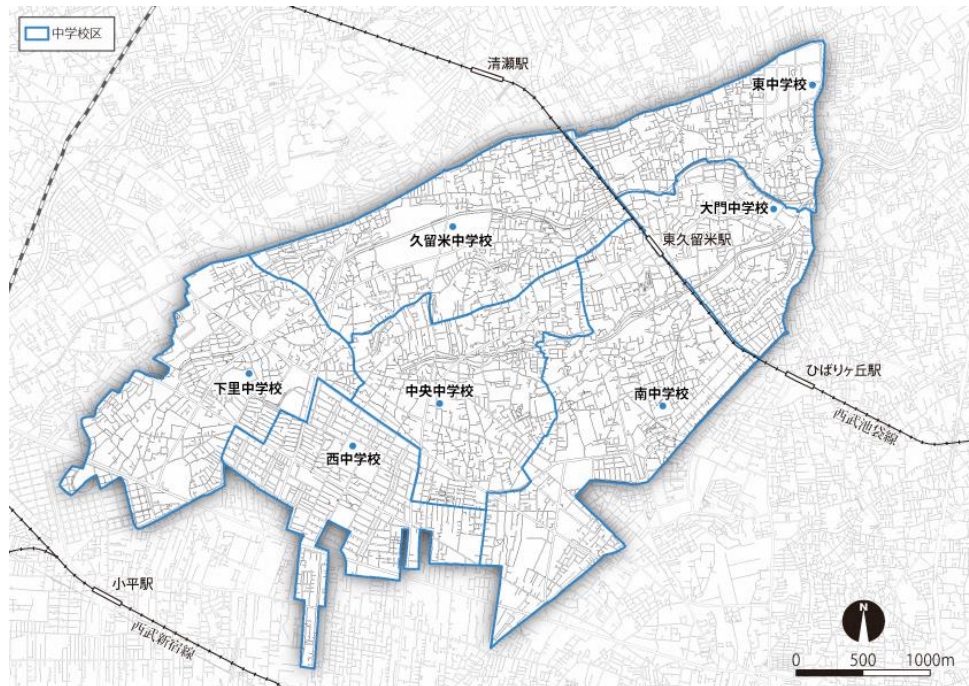 中学校区
清瀬駅
東中学校
大門中学校
久留米中学校
東久留米駅
ひばりヶ丘駅
下里中学校
中央中学校
南中学校
西武池袋線
西中学校
小平駅
西武新宿線
N
0 500 1000m